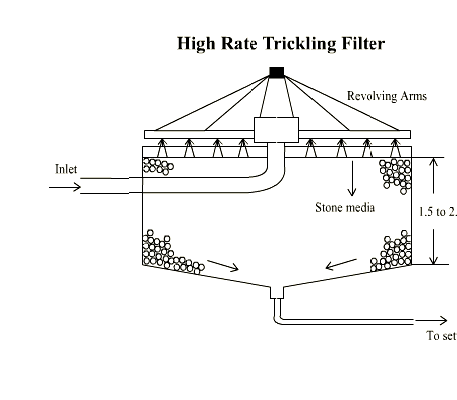 High Rate Trickling Filter
Revolving Arms
Inlet
Stone media
1.5 to 2.
To set